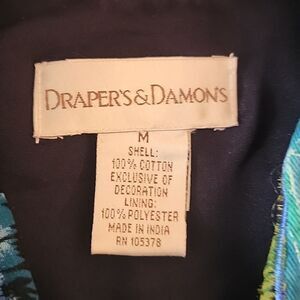 DRAPER'S & DAMON'S
M
SHELL:
100% COTTON
EXCLUSIVE OF
DECORATION
LINING:
100% POLYESTER
MADE IN INDIA
RN 105378